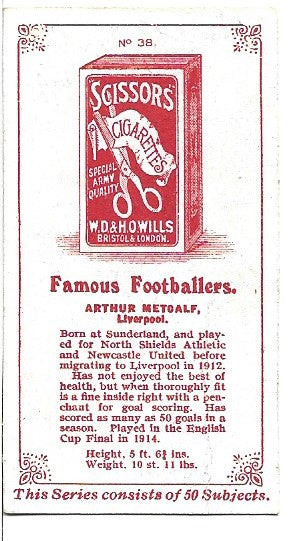 No 38.
SCISSORS
CIGARETTES
SPECIAL
ARMY
QUALITY
W.D.& H.O.WILLS
BRISTOL & LONDON.
Famous Footballers.
ARTHUR METCALF,
Liverpool.
Born at Sunderland, and play-
ed for North Shields Athletic
and Newcastle United before
migrating to Liverpool in 1912.
Has not enjoyed the best of
health, but when thoroughly fit
is a fine inside right with a pen-
chant for goal scoring. Has
scored as many as 50 goals in a
season. Played in the English
Cup Final in 1914.
Height, 5 ft. 6¾ ins.
Weight, 10 st. 11 lbs.
This Series consists of 50 Subjects.